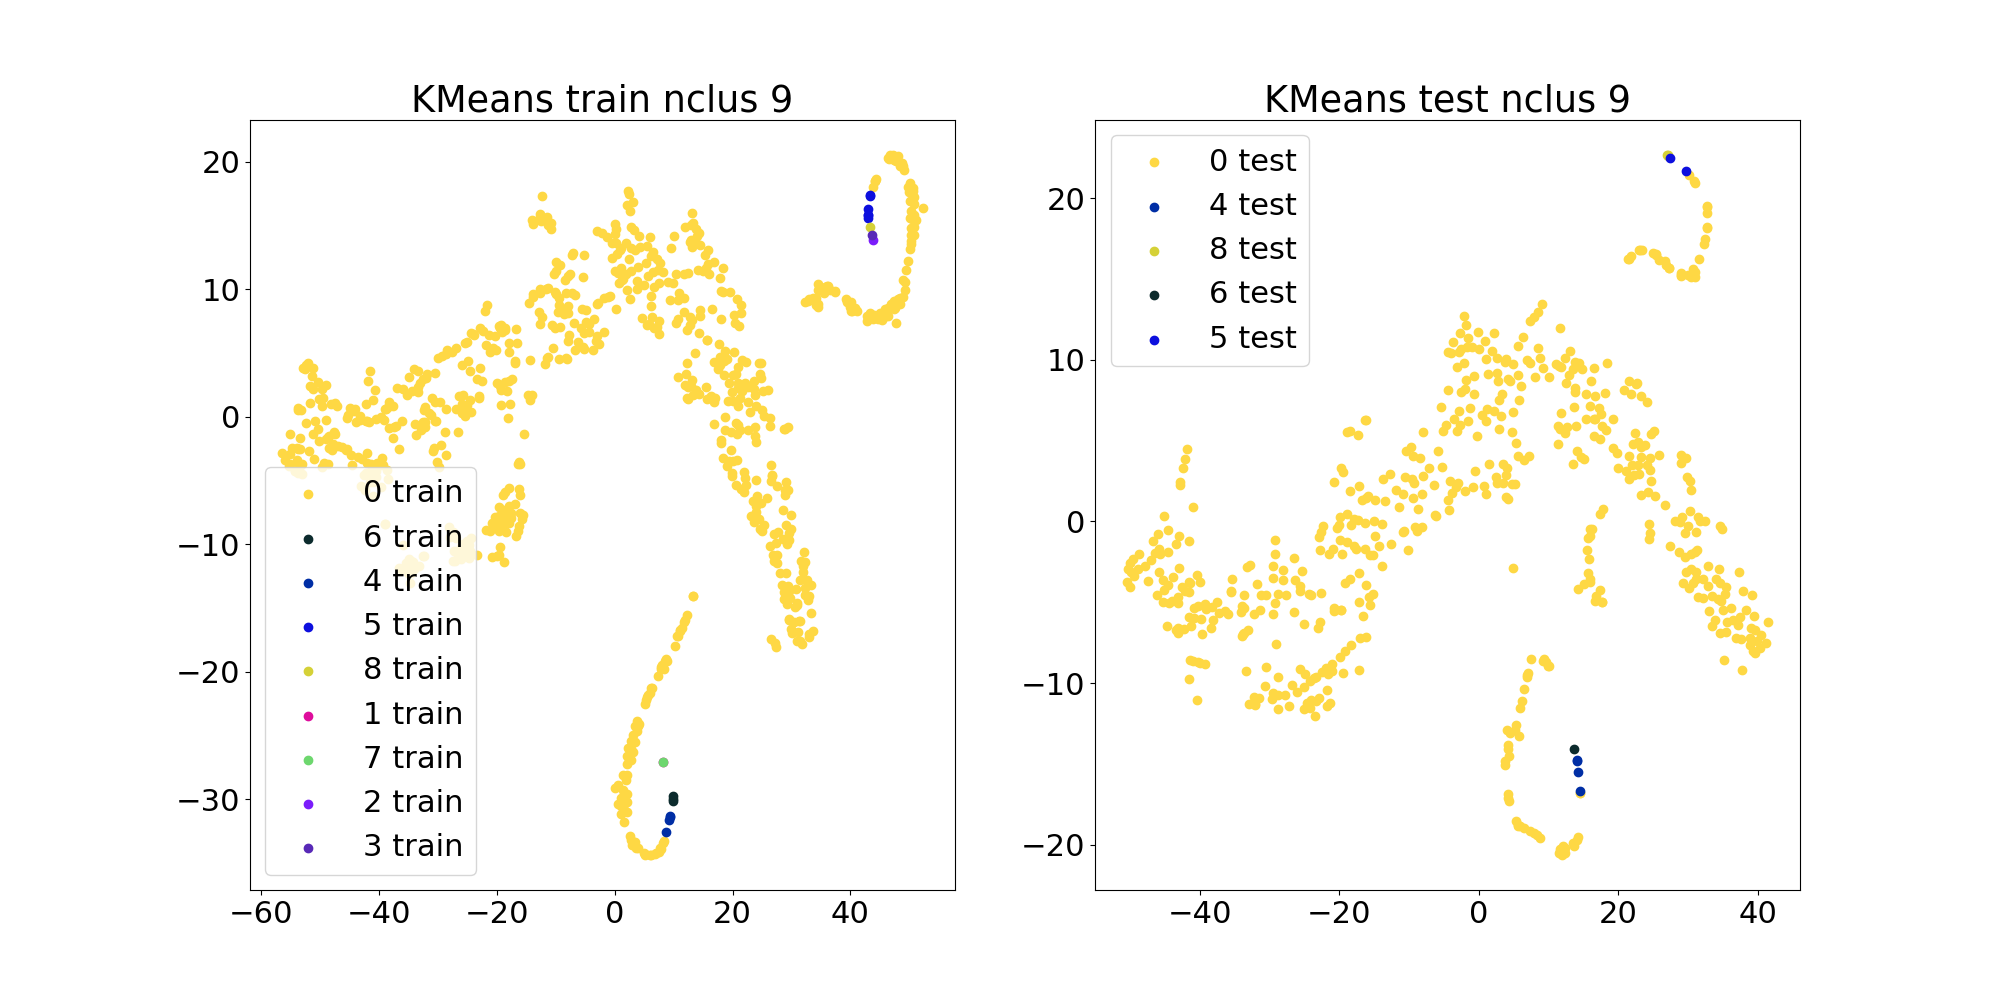 KMeans train nclus 9
20
10
0
−10
−20
−30
−60
−40
−20
0
20
40
0 train
6 train
4 train
5 train
8 train
1 train
7 train
2 train
3 train
KMeans test nclus 9
20
10
0
−10
−20
−40
−20
0
20
40
0 test
4 test
8 test
6 test
5 test